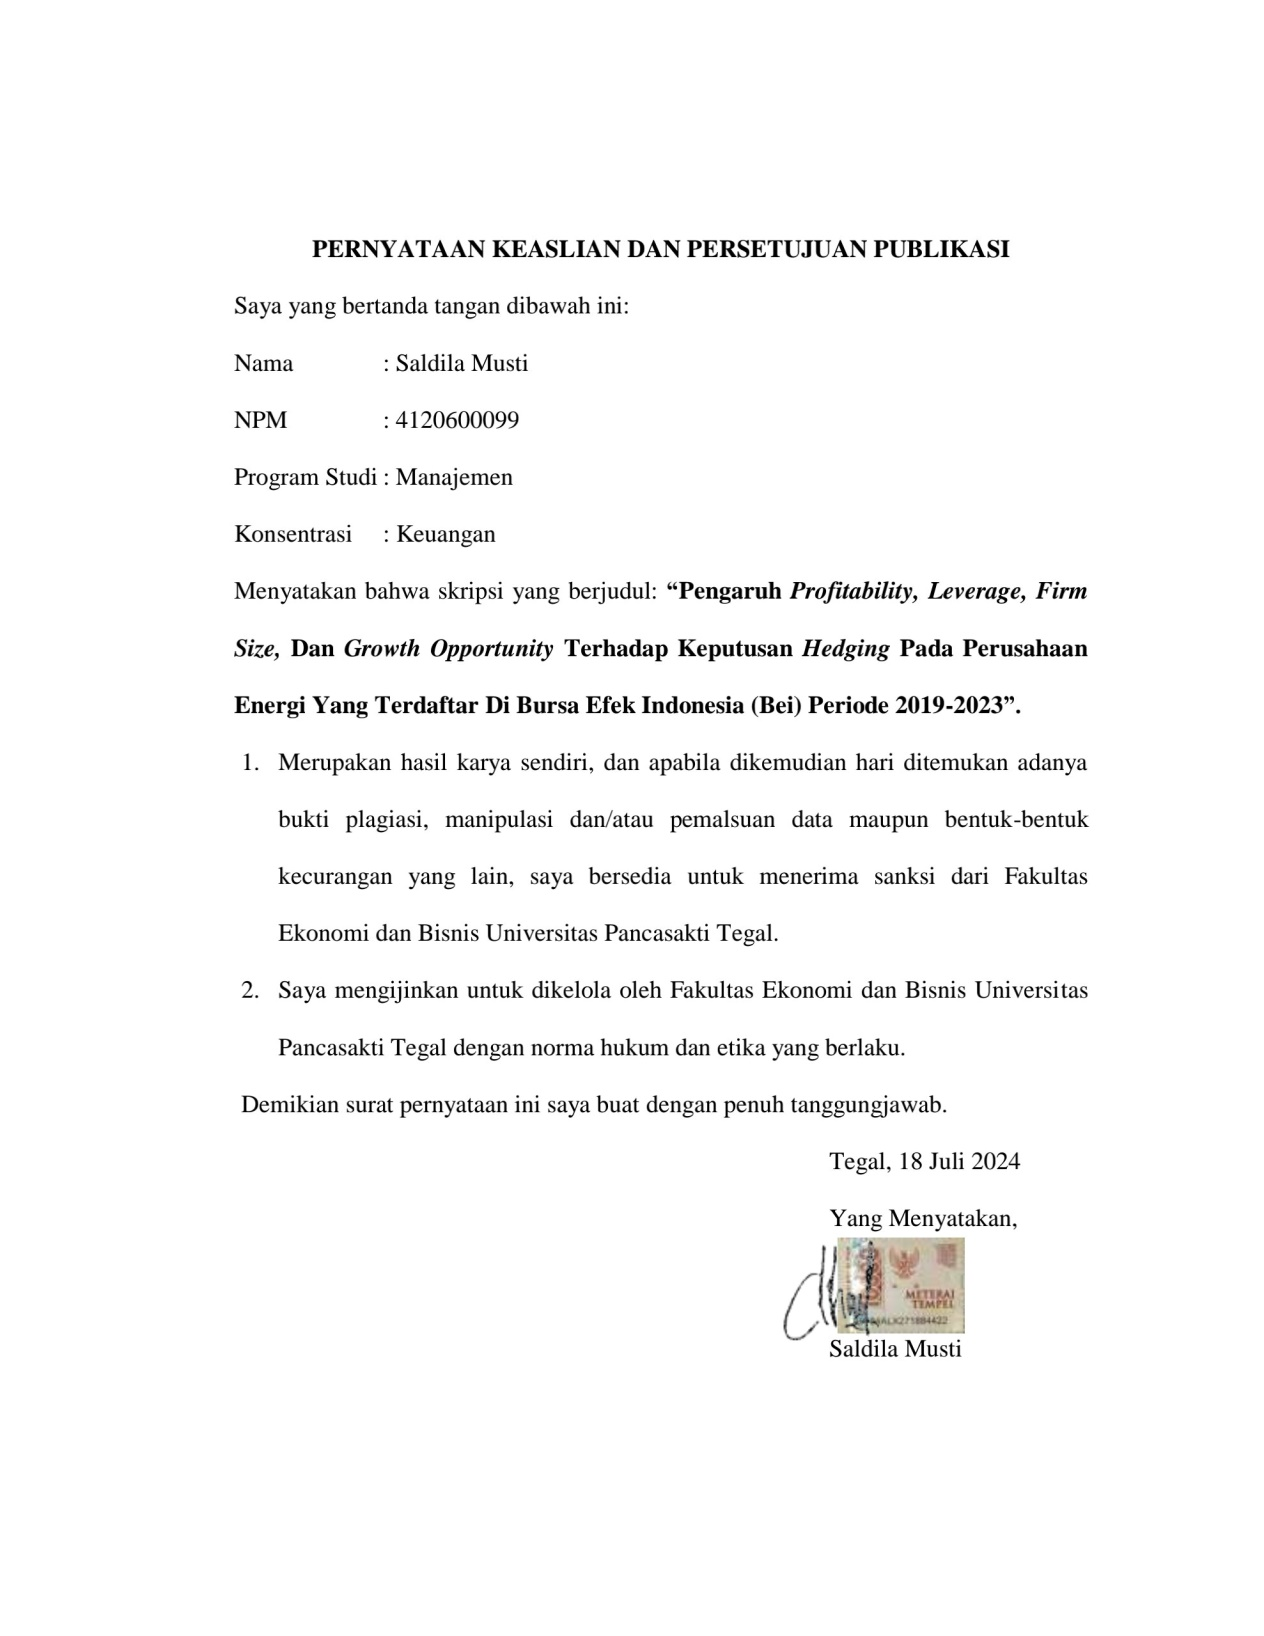 PERNYATAAN KEASLIAN DAN PERSETUJUAN PUBLIKASI
Saya yang bertanda tangan dibawah ini:
Nama : Saldila Musti
NPM : 4120600099
Program Studi : Manajemen
Konsentrasi : Keuangan
Menyatakan bahwa skripsi yang berjudul: “Pengaruh Profitability, Leverage, Firm
Size, Dan Growth Opportunity Terhadap Keputusan Hedging Pada Perusahaan
Energi Yang Terdaftar Di Bursa Efek Indonesia (Bei) Periode 2019-2023”.
1. Merupakan hasil karya sendiri, dan apabila dikemudian hari ditemukan adanya
bukti plagiasi, manipulasi dan/atau pemalsuan data maupun bentuk-bentuk
kecurangan yang lain, saya bersedia untuk menerima sanksi dari Fakultas
Ekonomi dan Bisnis Universitas Pancasakti Tegal.
2. Saya mengijinkan untuk dikelola oleh Fakultas Ekonomi dan Bisnis Universitas
Pancasakti Tegal dengan norma hukum dan etika yang berlaku.
Demikian surat pernyataan ini saya buat dengan penuh tanggungjawab.
Tegal, 18 Juli 2024
Yang Menyatakan,
METERAI
TEMPEL
Saldila Musti